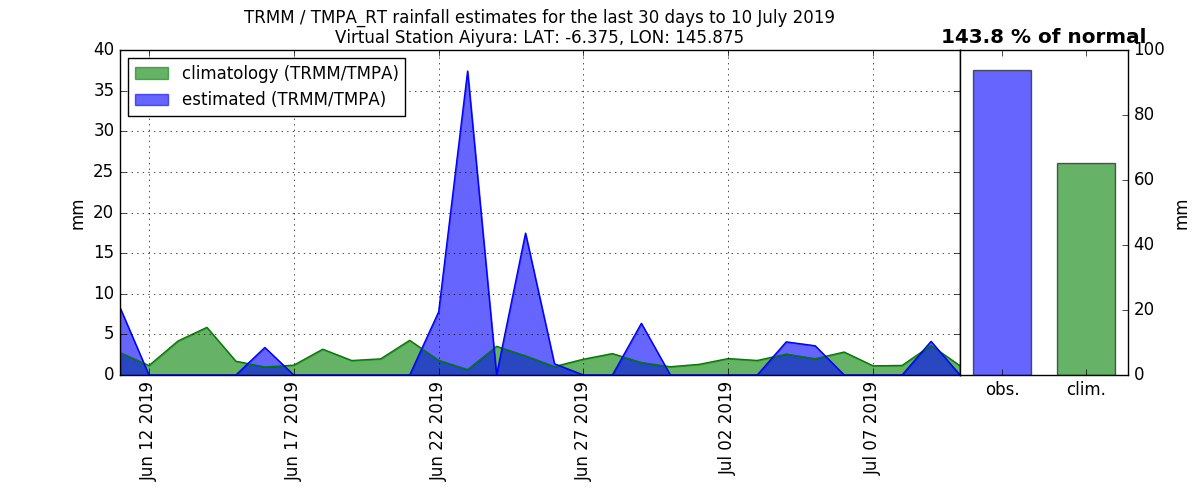 TRMM / TMPA_RT rainfall estimates for the last 30 days to 10 July 2019
Virtual Station Aiyura: LAT: -6.375, LON: 145.875
143.8 % of normal
climatology (TRMM/TMPA)
estimated (TRMM/TMPA)
40
35
30
25
20
15
10
5
0
mm
Jun 12 2019
Jun 17 2019
Jun 22 2019
Jun 27 2019
Jul 02 2019
Jul 07 2019
obs.
clim.
100
80
60
40
20
0
mm